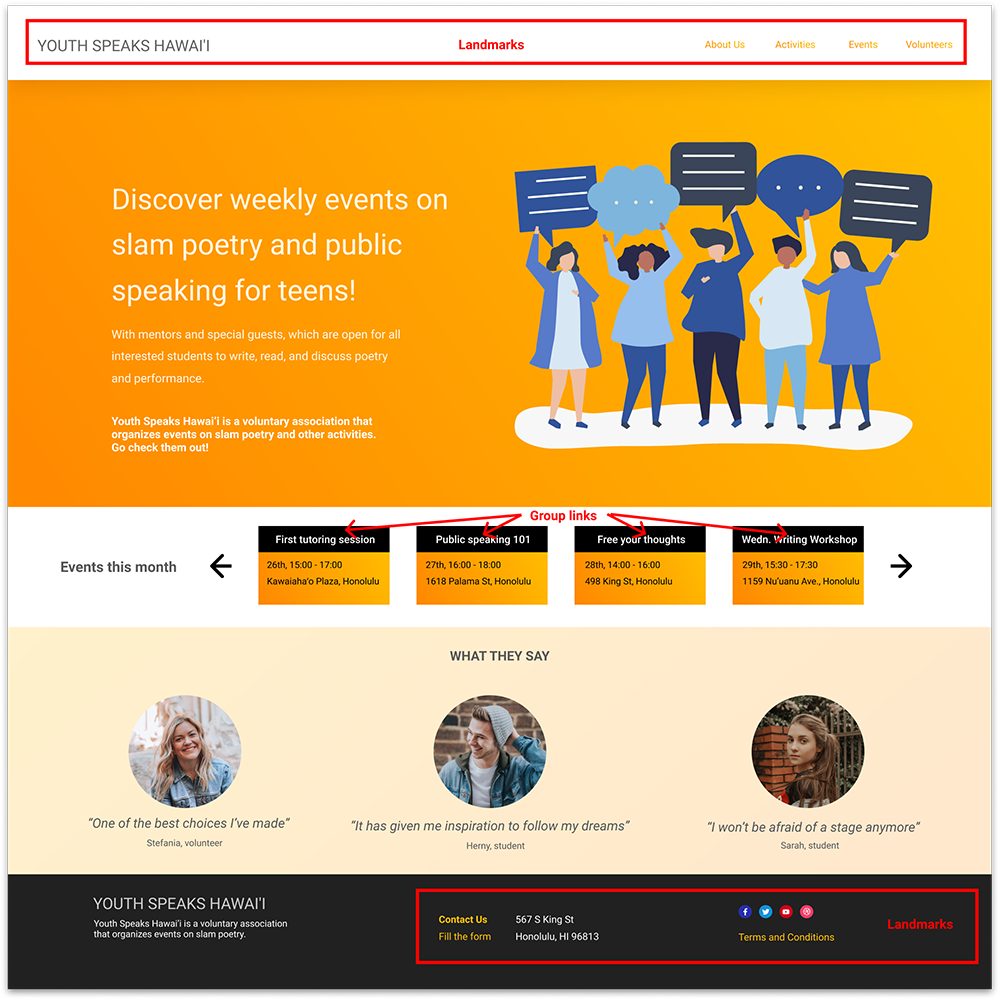 YOUTH SPEAKS HAWAI'I
Landmarks
About Us
Activities
Events
Volunteers
Discover weekly events on
slam poetry and public
speaking for teens!
With mentors and special guests, which are open for all
interested students to write, read, and discuss poetry
and performance.
Youth Speaks Hawai'i is a voluntary association that
organizes events on slam poetry and other activities.
Go check them out!
Group links
Events this month
First tutoring session
26th, 15:00 - 17:00
Kawaiaha'o Plaza, Honolulu
Public speaking 101
27th, 16:00 - 18:00
1618 Palama St, Honolulu
Free your thoughts
28th, 14:00 - 16:00
498 King St, Honolulu
Wedn. Writing Workshop
29th, 15:30 - 17:30
1159 Nu'uanu Ave., Honolulu
WHAT THEY SAY
“One of the best choices I've made”
Stefania, volunteer
“It has given me inspiration to follow my dreams”
Herny, student
“I won't be afraid of a stage anymore”
Sarah, student
YOUTH SPEAKS HAWAI'I
Youth Speaks Hawai'i is a voluntary association
that organizes events on slam poetry.
Contact Us
Fill the form
567 S King St
Honolulu, HI 96813
Terms and Conditions
Landmarks